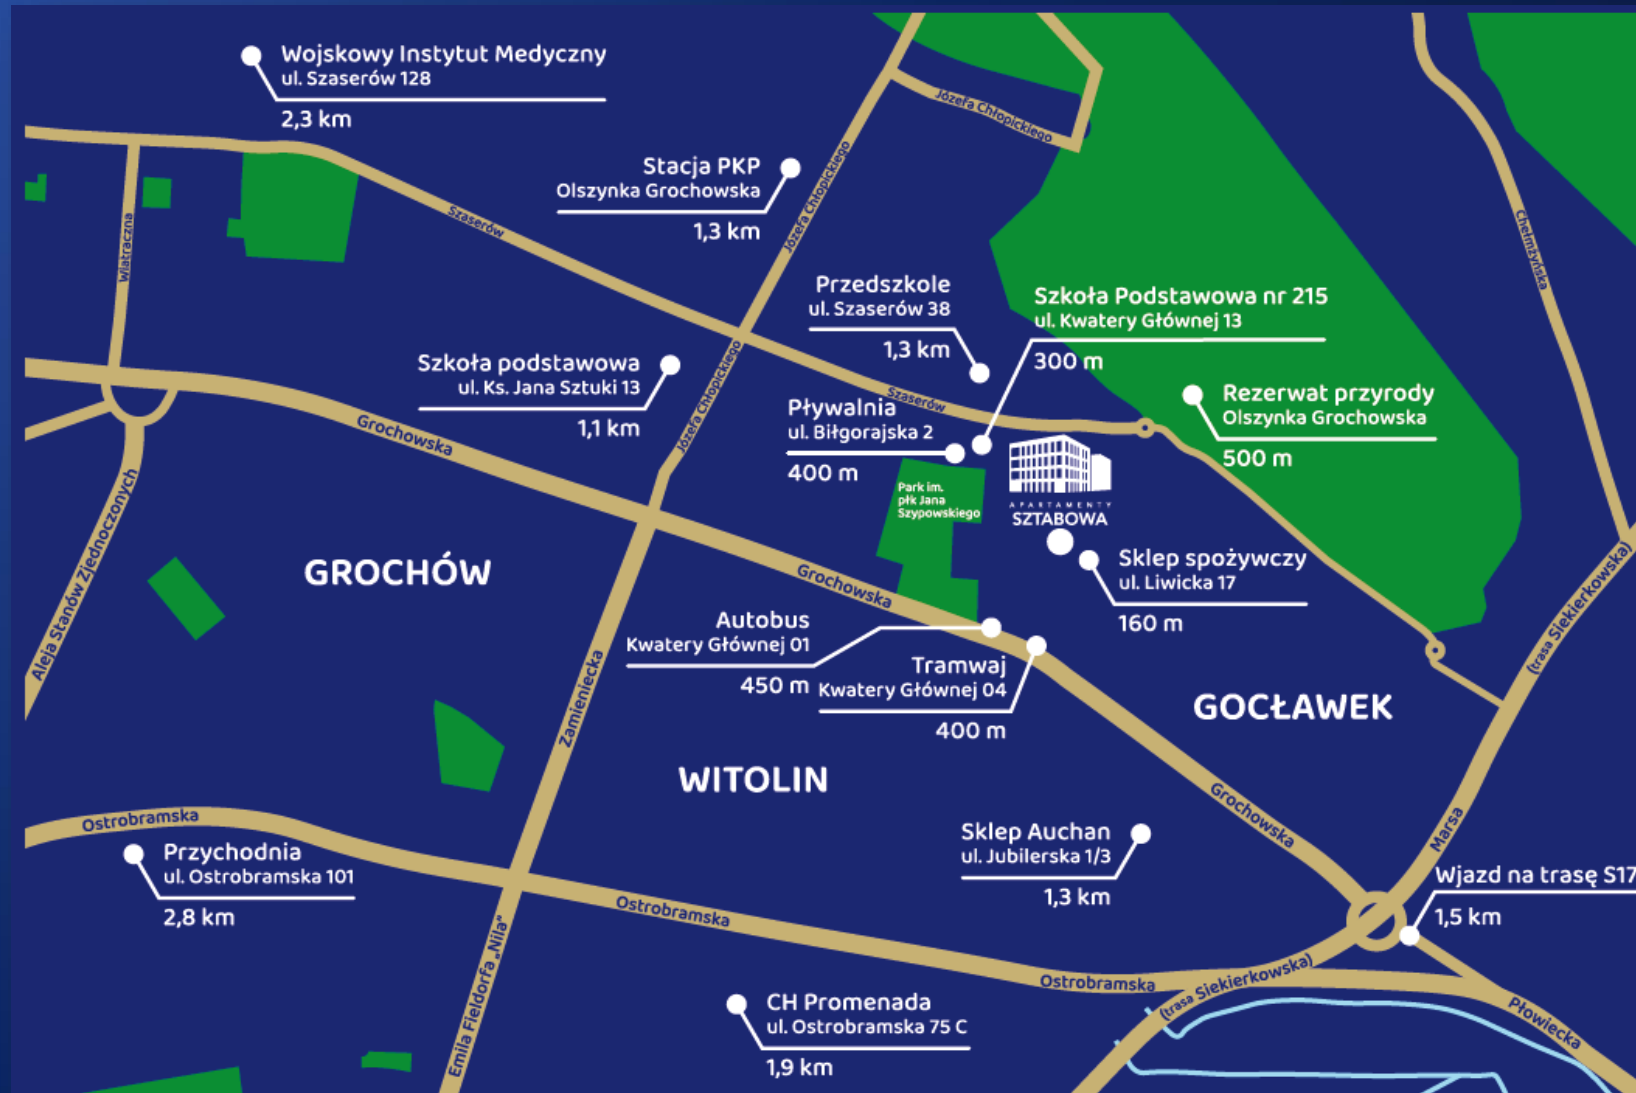 Wojskowy Instytut Medyczny
ul. Szaserów 128
2,3 km
Stacja PKP
Olszynka Grochowska
1,3 km
Józefa Chłopickiego
Józefa Chłopickiego
Szaserów
Wiatraczna
Chełmżyńska
Przedszkole
ul. Szaserów 38
1,3 km
Szkoła Podstawowa nr 215
ul. Kwatery Głównej 13
300 m
Szkoła podstawowa
ul. Ks. Jana Sztuki 13
1,1 km
Józefa Chłopickiego
Szaserów
Pływalnia
ul. Biłgorajska 2
400 m
Rezerwat przyrody
Olszynka Grochowska
500 m
Grochowska
Park im.
płk Jana
Szypowskiego
APARTAMENTY
SZTABOWA
Aleja Stanów Zjednoczonych
GROCHÓW
Grochowska
Sklep spożywczy
ul. Liwicka 17
160 m
(trasa Siekierkowska)
Autobus
Kwatery Głównej 01
450 m
Tramwaj
Kwatery Głównej 04
400 m
Zamieniecka
GOCŁAWEK
WITOLIN
Grochowska
Marsa
Ostrobramska
Przychodnia
ul. Ostrobramska 101
2,8 km
Sklep Auchan
ul. Jubilerska 1/3
1,3 km
Wjazd na trasę S17
1,5 km
Ostrobramska
Emila Fieldorfa „Nila”
Ostrobramska
(trasa Siekierkowska)
Płowiecka
CH Promenada
ul. Ostrobramska 75 C
1,9 km